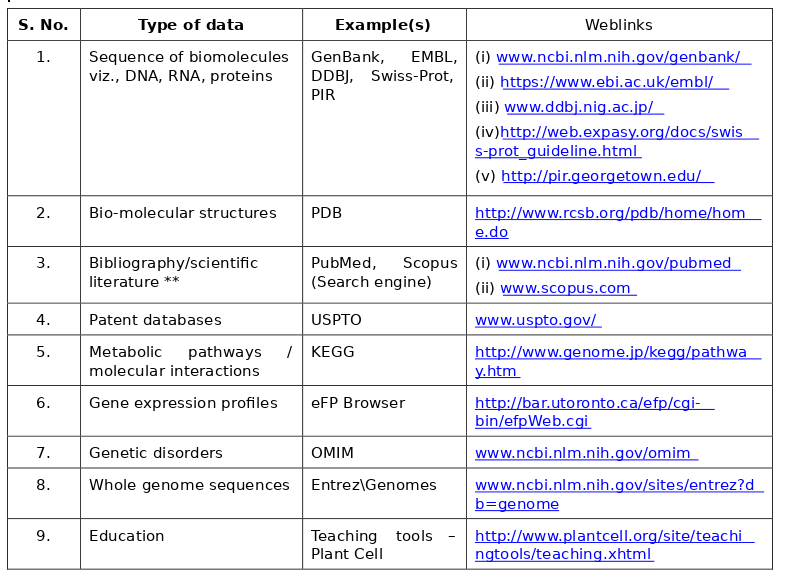 S. No. Type of data Example(s) Weblinks
1. Sequence of biomolecules viz., DNA, RNA, proteins GenBank, EMBL, DDBJ, Swiss-Prot, PIR
(i) www.ncbi.nlm.nih.gov/genbank/
(ii) https://www.ebi.ac.uk/embl/
(iii) www.ddbj.nig.ac.jp/
(iv)http://web.expasy.org/docs/swis
s-prot_guideline.html
(v) http://pir.georgetown.edu/
2. Bio-molecular structures PDB http://www.rcsb.org/pdb/home/hom
e.do
3. Bibliography/scientific literature ** PubMed, Scopus (Search engine)
(i) www.ncbi.nlm.nih.gov/pubmed
(ii) www.scopus.com
4. Patent databases USPTO www.uspto.gov/
5. Metabolic pathways / molecular interactions KEGG http://www.genome.jp/kegg/pathwa
y.htm
6. Gene expression profiles eFP Browser http://bar.utoronto.ca/efp/cgi-
bin/efpWeb.cgi
7. Genetic disorders OMIM www.ncbi.nlm.nih.gov/omim
8. Whole genome sequences Entrez\Genomes www.ncbi.nlm.nih.gov/sites/entrez?d
b=genome
9. Education Teaching tools – Plant Cell http://www.plantcell.org/site/teachi
ngtools/teaching.xhtml